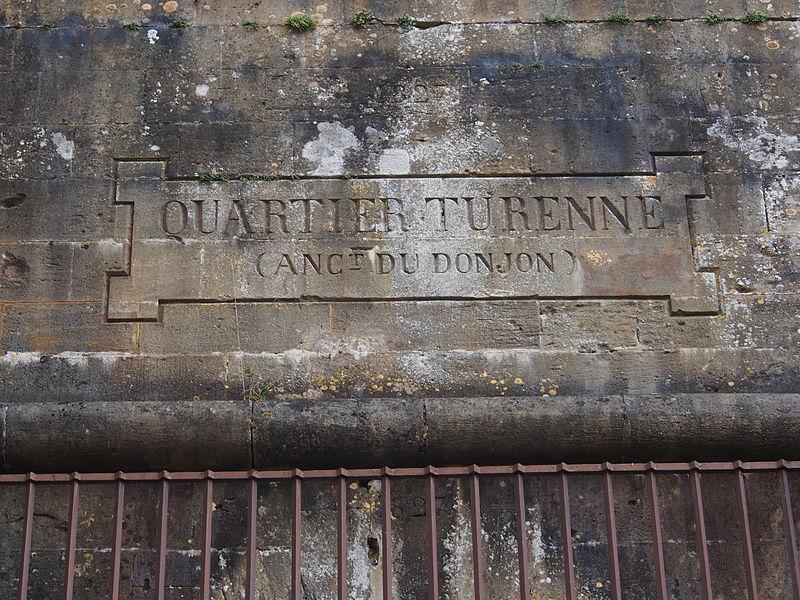 QUARTIER TURENNE
(ANCᵀ DU DONJON)